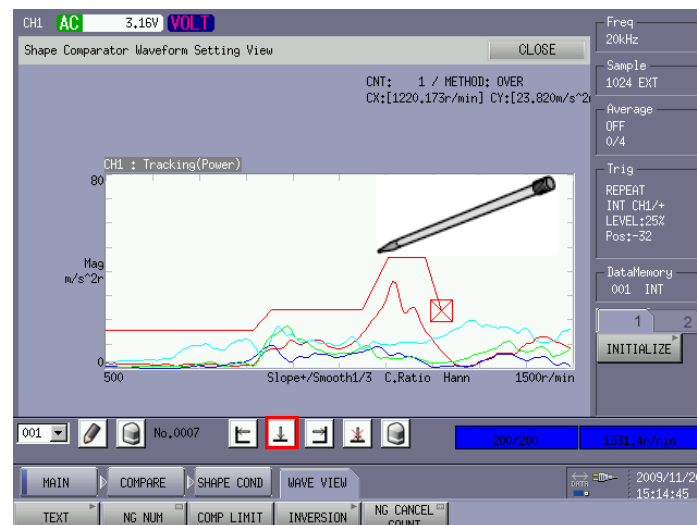 CH1 AC 3.16V VOLT
Shape Comparator Waveform Setting View CLOSE
CNT: 1 / METHOD: OVER
CX:[1220.173r/min] CY:[23.820m/s^2
CH1 : Tracking(Power)
80
Mag
m/s^2r
0
500 Slope+/Smooth1/3 C.Ratio Hann 1500r/min
001 No.0007 200/200 1831.4r/min
MAIN COMPARE SHAPE COND WAVE VIEW
TEXT NG NUM COMP LIMIT INVERSION NG CANCEL COUNT
Freq
20kHz
Sample
1024 EXT
Average
OFF
0/4
Trig
REPEAT
INT CH1/+
LEVEL:25%
Pos:-32
DataMemory
001 INT
1 2
INITIALIZE
DATA 2009/11/20
15:14:45